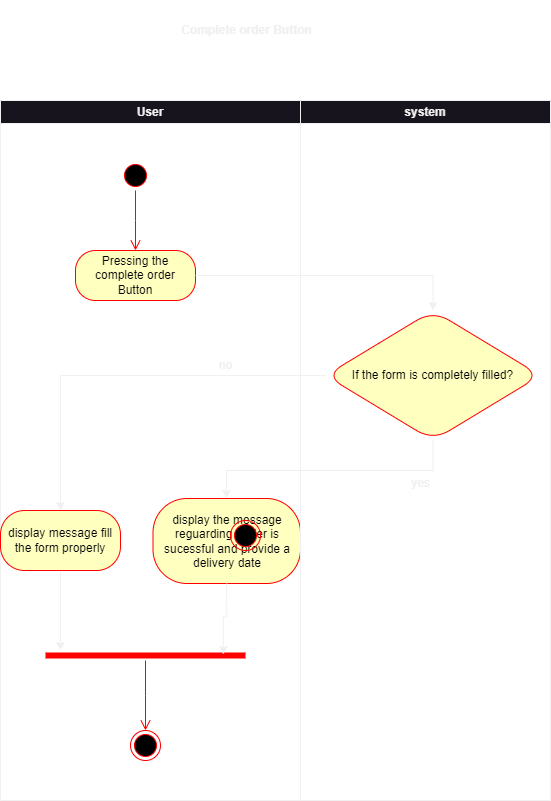 Complete order Button
User
system
Pressing the
complete order
Button
If the form is completely filled?
no
yes
display message fill
the form properly
display the message
reguarding er is
sucessful and provide a
delivery date